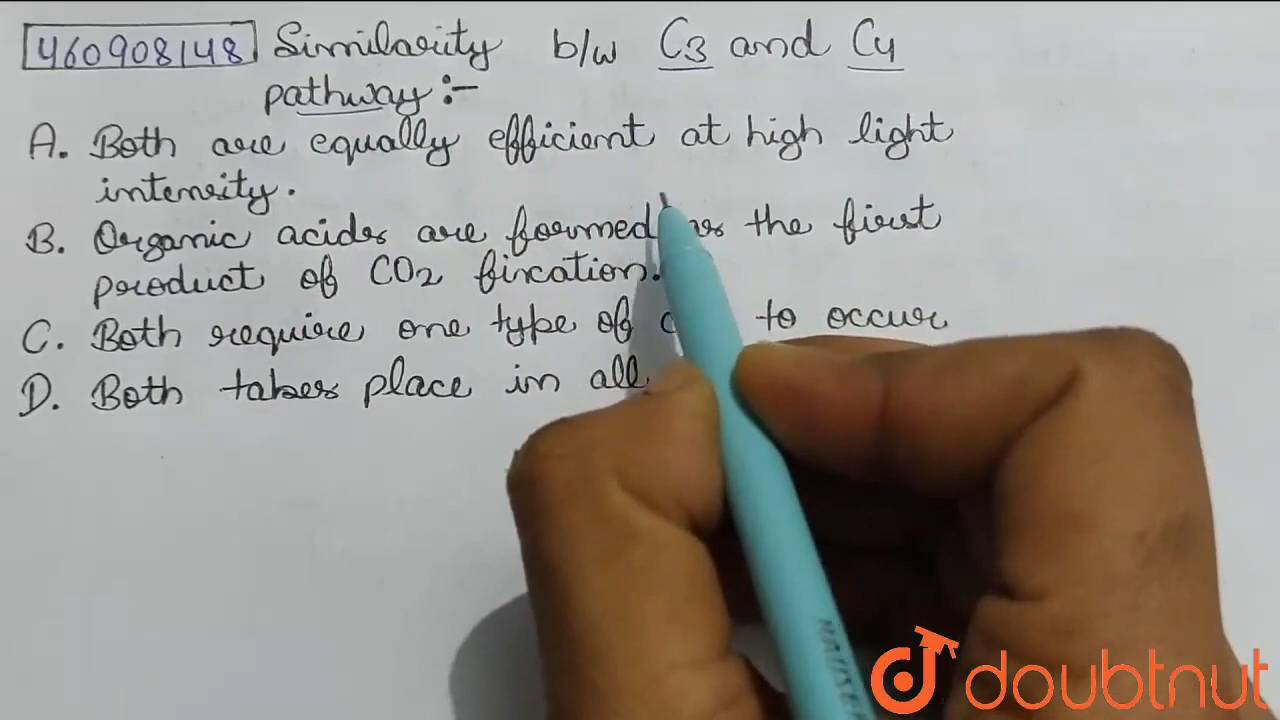 460908148 Similarity b/w C3 and C4
pathway :-
A. Both are equally efficient at high light
intensity.
B. Organic acids are formed the first
product of CO2 fixation.
C. Both require one type of to occur
D. Both takes place in all
doubtnut